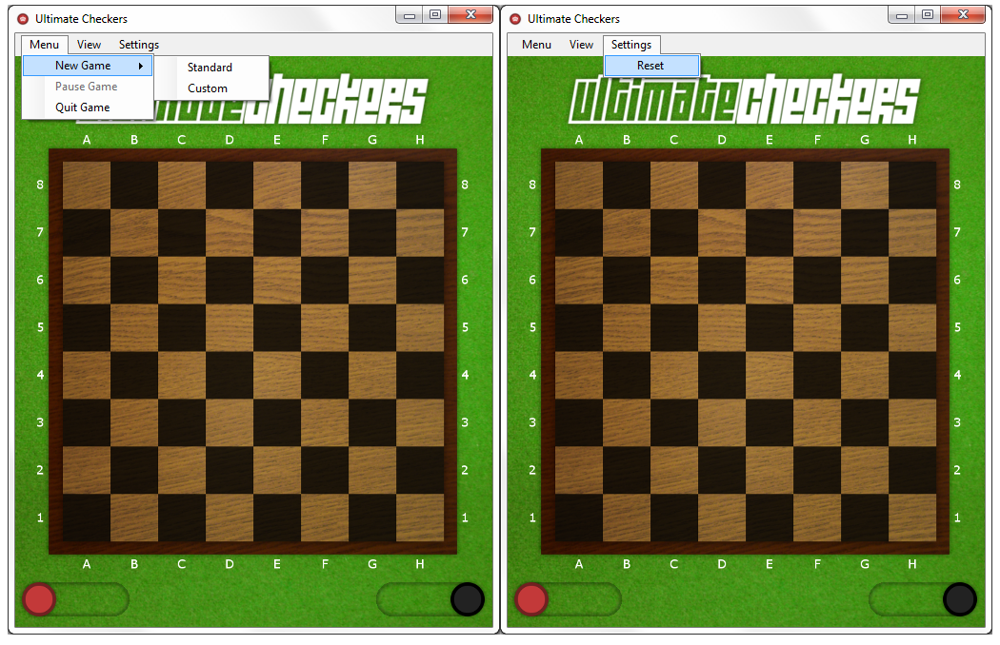 Ultimate Checkers
Menu View Settings
New Game
Pause Game
Quit Game
Standard
Custom
checkers
A B C D E F G H
8 8
7 7
6 6
5 5
4 4
3 3
2 2
1 1
A B C D E F G H
Ultimate Checkers
Menu View Settings
Reset
ultimatecheckers
A B C D E F G H
8 8
7 7
6 6
5 5
4 4
3 3
2 2
1 1
A B C D E F G H